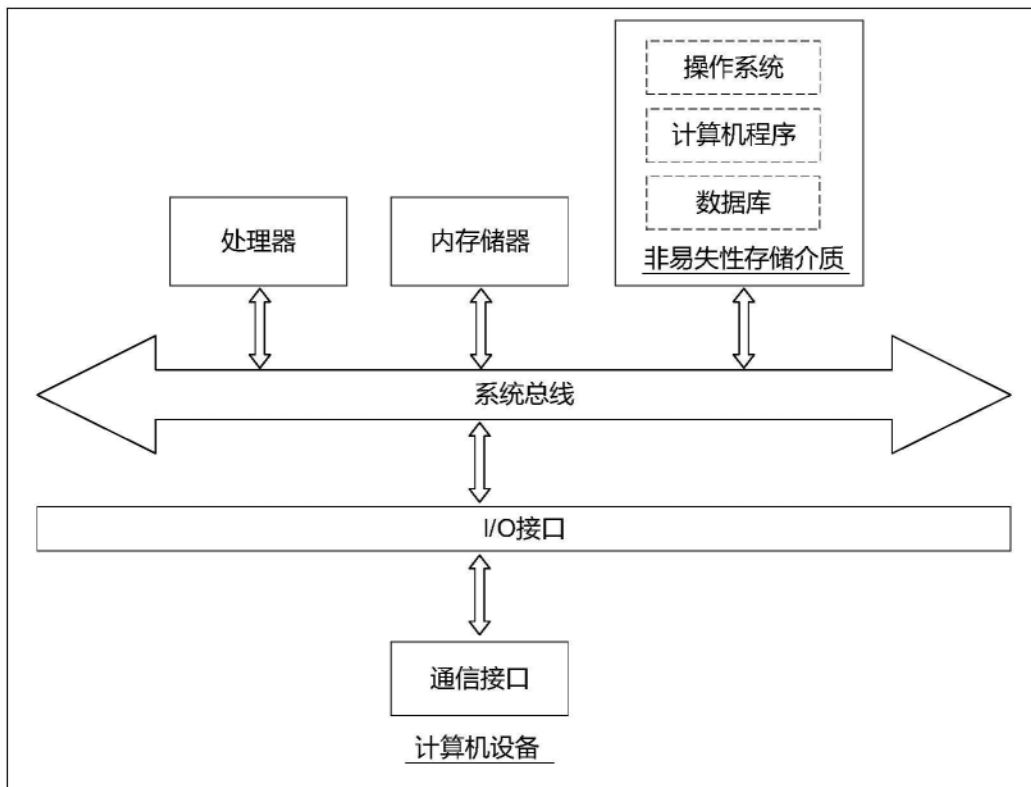 操作系统
计算机程序
数据库
非易失性存储介质
处理器
内存储器
系统总线
I/O接口
通信接口
计算机设备